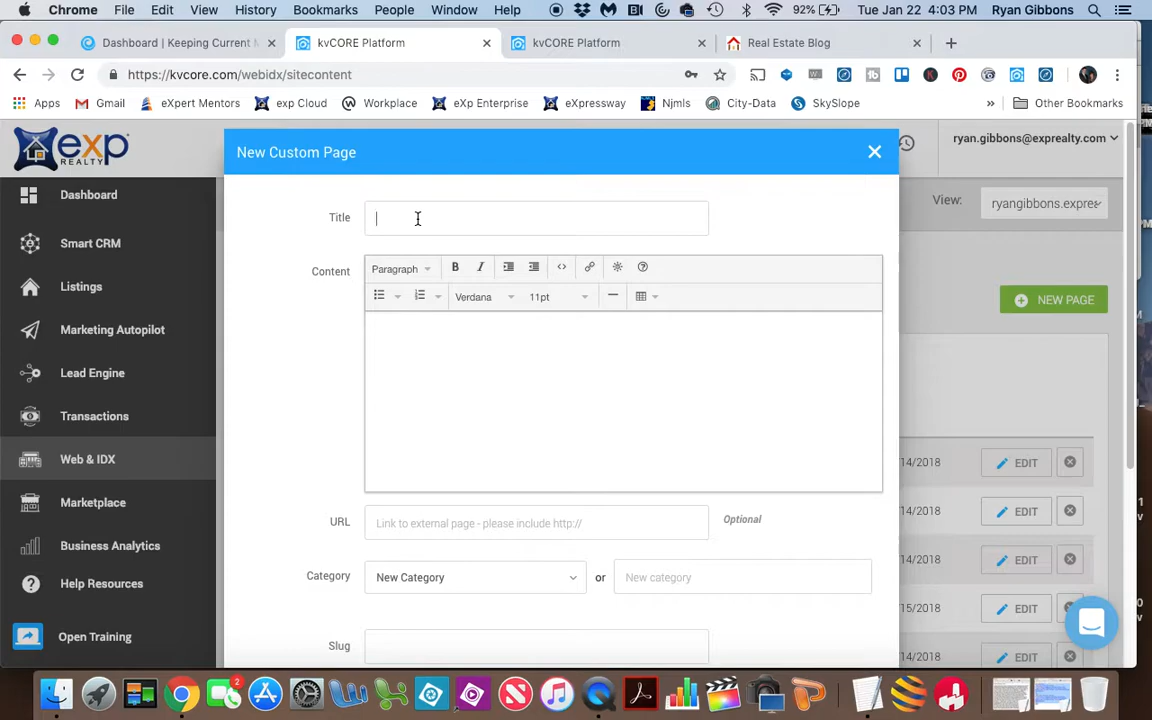 Chrome File Edit View History Bookmarks People Window Help 92% Tue Jan 22 4:03 PM Ryan Gibbons
Dashboard | Keeping Current M
kvCORE Platform
kvCORE Platform
Real Estate Blog
https://kvcore.com/webidx/sitecontent
Apps Gmail eXpert Mentors exp Cloud Workplace eXp Enterprise eXpressway Njmls City-Data SkySlope » Other Bookmarks
exp
REALTY
New Custom Page
ryan.gibbons@exprealty.com
View:
ryangibbons.expre
Dashboard
Smart CRM
Listings
Marketing Autopilot
Lead Engine
Transactions
Web & IDX
Marketplace
Business Analytics
Help Resources
Open Training
Title
Content
Paragraph B I
Verdana 11pt
URL
Link to external page - please include http://
Optional
Category
New Category
or
New category
Slug
NEW PAGE
14/2018 EDIT
14/2018 EDIT
14/2018 EDIT
15/2018 EDIT
14/2018 EDIT
2